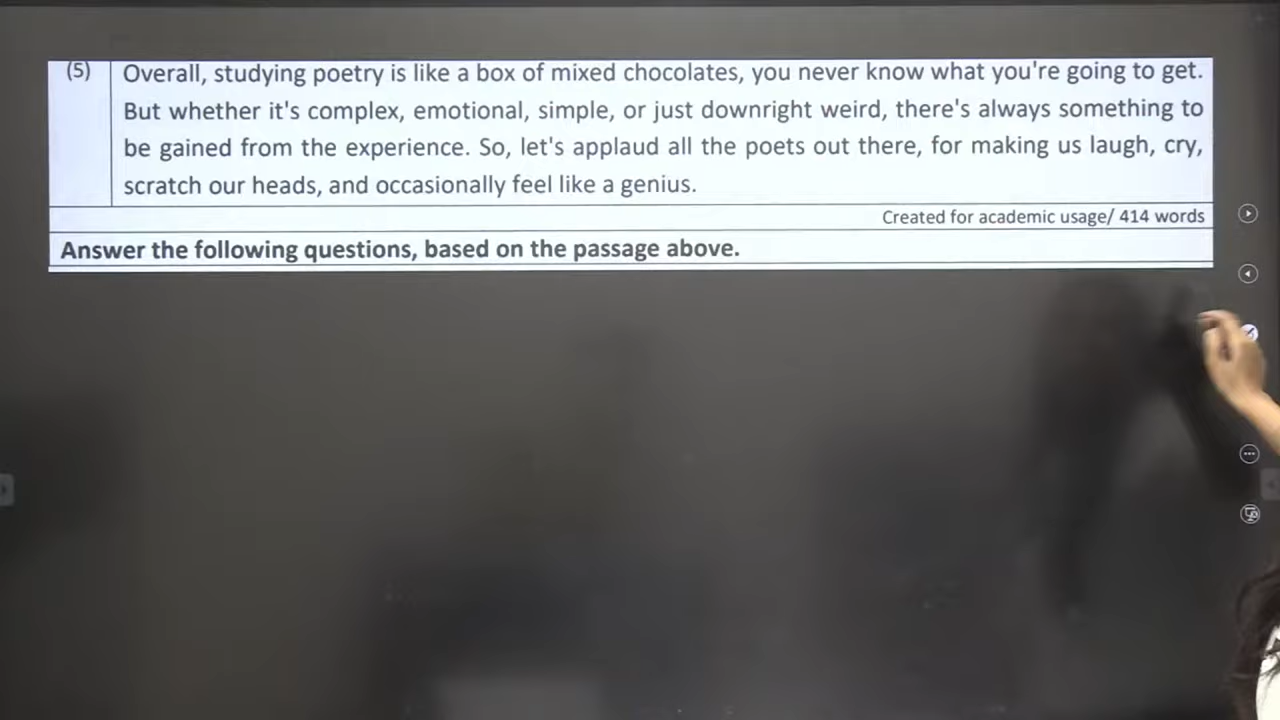 (5) Overall, studying poetry is like a box of mixed chocolates, you never know what you're going to get.
But whether it's complex, emotional, simple, or just downright weird, there's always something to
be gained from the experience. So, let's applaud all the poets out there, for making us laugh, cry,
scratch our heads, and occasionally feel like a genius.
Created for academic usage/ 414 words
Answer the following questions, based on the passage above.